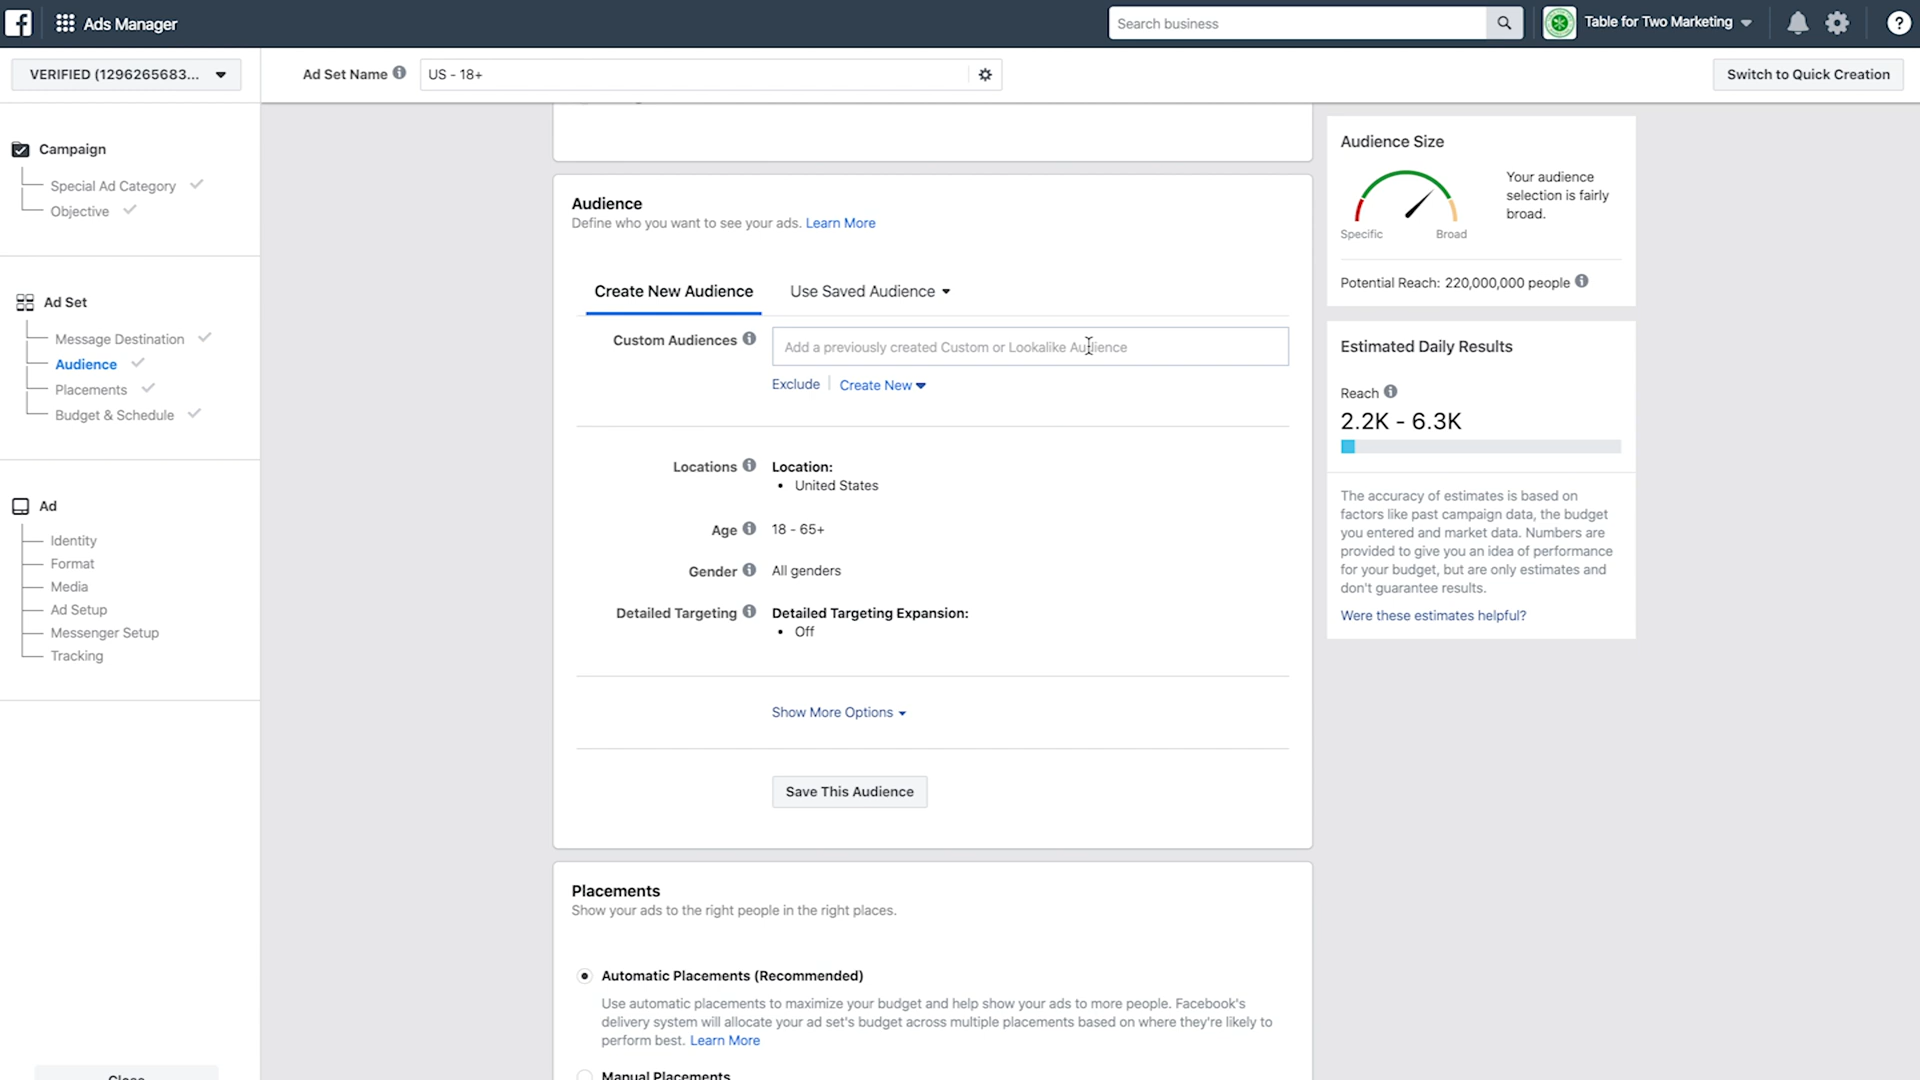 Ads Manager
Search business
Table for Two Marketing
VERIFIED (1296265683...
Ad Set Name
US - 18+
Switch to Quick Creation
Campaign
Special Ad Category
Objective
Ad Set
Message Destination
Audience
Placements
Budget & Schedule
Ad
Identity
Format
Media
Ad Setup
Messenger Setup
Tracking
Close
Audience
Define who you want to see your ads. Learn More
Create New Audience
Use Saved Audience
Custom Audiences
Add a previously created Custom or Lookalike Audience
Exclude
Create New
Locations
Location:
• United States
Age
18 - 65+
Gender
All genders
Detailed Targeting
Detailed Targeting Expansion:
• Off
Show More Options
Save This Audience
Placements
Show your ads to the right people in the right places.
Automatic Placements (Recommended)
Use automatic placements to maximize your budget and help show your ads to more people. Facebook's
delivery system will allocate your ad set's budget across multiple placements based on where they're likely to
perform best. Learn More
Manual Placements
Audience Size
Your audience
selection is fairly
broad.
Specific
Broad
Potential Reach: 220,000,000 people
Estimated Daily Results
Reach
2.2K - 6.3K
The accuracy of estimates is based on
factors like past campaign data, the budget
you entered and market data. Numbers are
provided to give you an idea of performance
for your budget, but are only estimates and
don't guarantee results.
Were these estimates helpful?